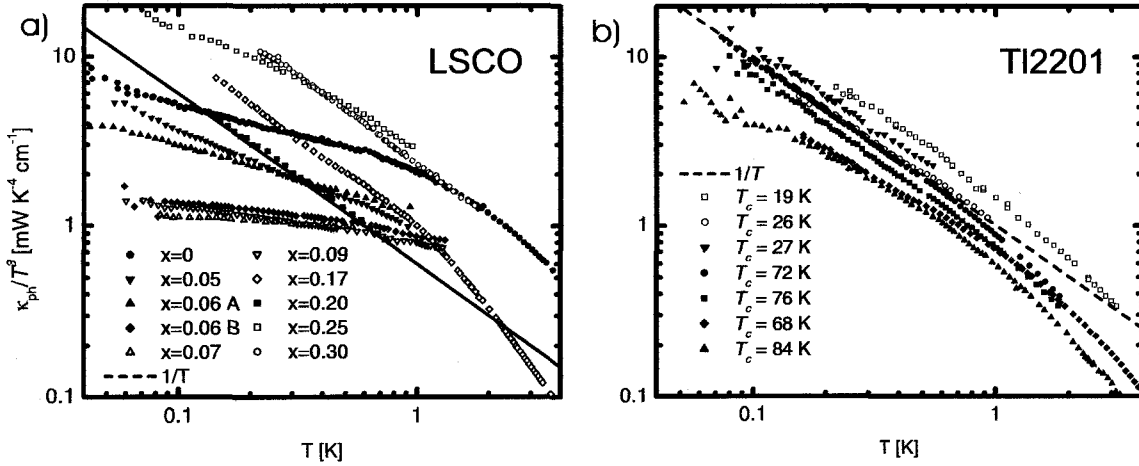 a)
LSCO
κph/T³ [mW K⁻⁴ cm⁻¹]
10
1
0.1
x=0
x=0.05
x=0.06 A
x=0.06 B
x=0.07
1/T
x=0.09
x=0.17
x=0.20
x=0.25
x=0.30
0.1
1
T [K]
b)
Tl2201
10
1
0.1
1/T
Tc = 19 K
Tc = 26 K
Tc = 27 K
Tc = 72 K
Tc = 76 K
Tc = 68 K
Tc = 84 K
0.1
1
T [K]